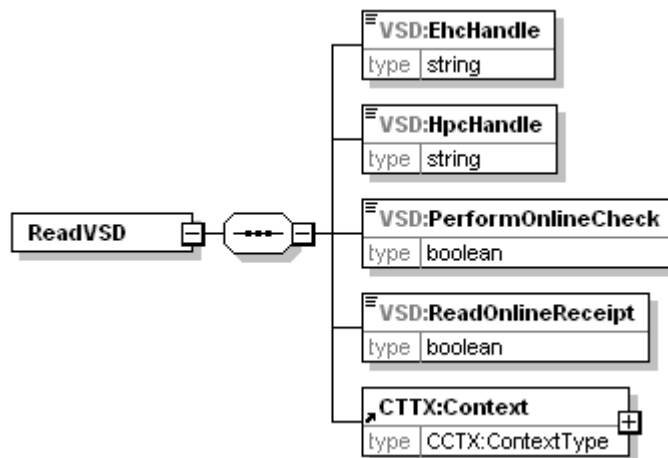 VSD:EhcHandle
type string
VSD:HpcHandle
type string
VSD:PerformOnlineCheck
type boolean
ReadVSD
VSD:ReadOnlineReceipt
type boolean
CTTX:Context
type CCTX:ContextType